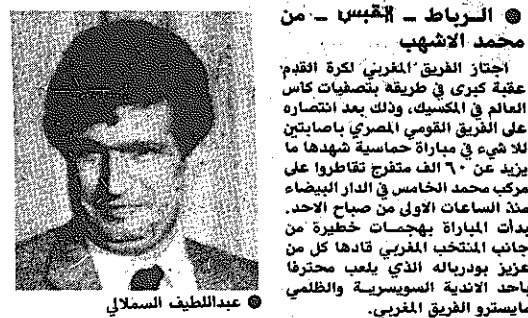 ● الـرباط ـ القبس ـ من
محمد الاشهب
اجتاز الفريق المغربي لكرة القدم
عقبة كبرى في طريقه بتصفيات كاس
العالم في المكسيك، وذلك بعد انتصاره
على الفريق القومي المصري باصابتين
للا شيء في مباراة حماسية شهدها ما
يزيد عن ٦٠ الف متفرج تقاطروا على
مركب محمد الخامس في الدار البيضاء
منذ الساعات الاولى من صباح الاحد.
بدأت المباراة بهجمـات خطيرة من
جانب المنتخب المغربي قادها كل من
عزيز بودرباله الذي يلعب محترفا
باحد الاندية السويسريـة والظلمي
مايسترو الفريق المغربي.
● عبداللطيف السملالي